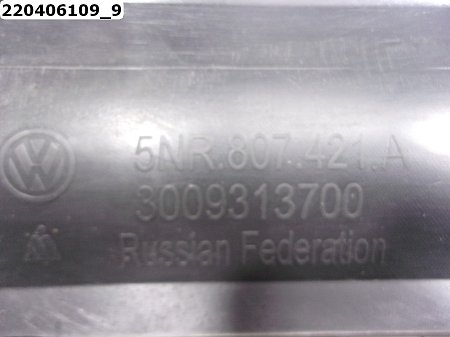 220406109_9
5NR.807.421.A
3009313700
Russian Federation